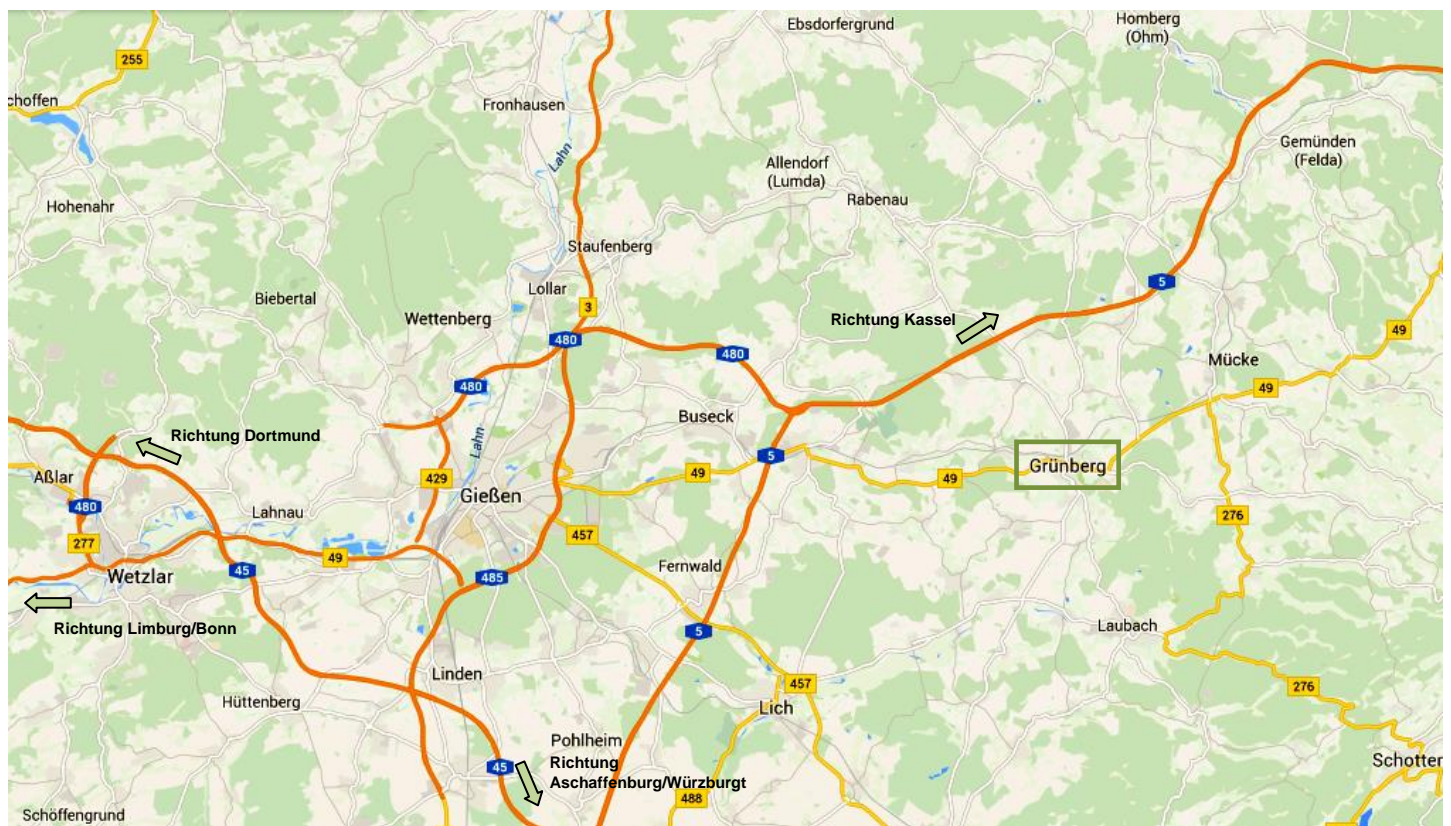 Ebsdorfergrund
Homberg
(Ohm)
255
choffen
Fronhausen
Lahn
Gemünden
(Felda)
Allendorf
(Lumda)
Rabenau
Hohenahr
Staufenberg
5
Lollar
Biebertal
3
Wettenberg
Richtung Kassel
49
480
480
Mücke
480
49
Buseck
Richtung Dortmund
Lahn
5
Grünberg
Aßlar
429
49
49
Gießen
480
Lahnau
276
457
277
49
Fernwald
Wetzlar
45
485
Richtung Limburg/Bonn
5
Laubach
Linden
457
276
Hüttenberg
Lich
Pohlheim
Richtung
Aschaffenburg/Würzburgt
45
Schotten
488
Schöffengrund